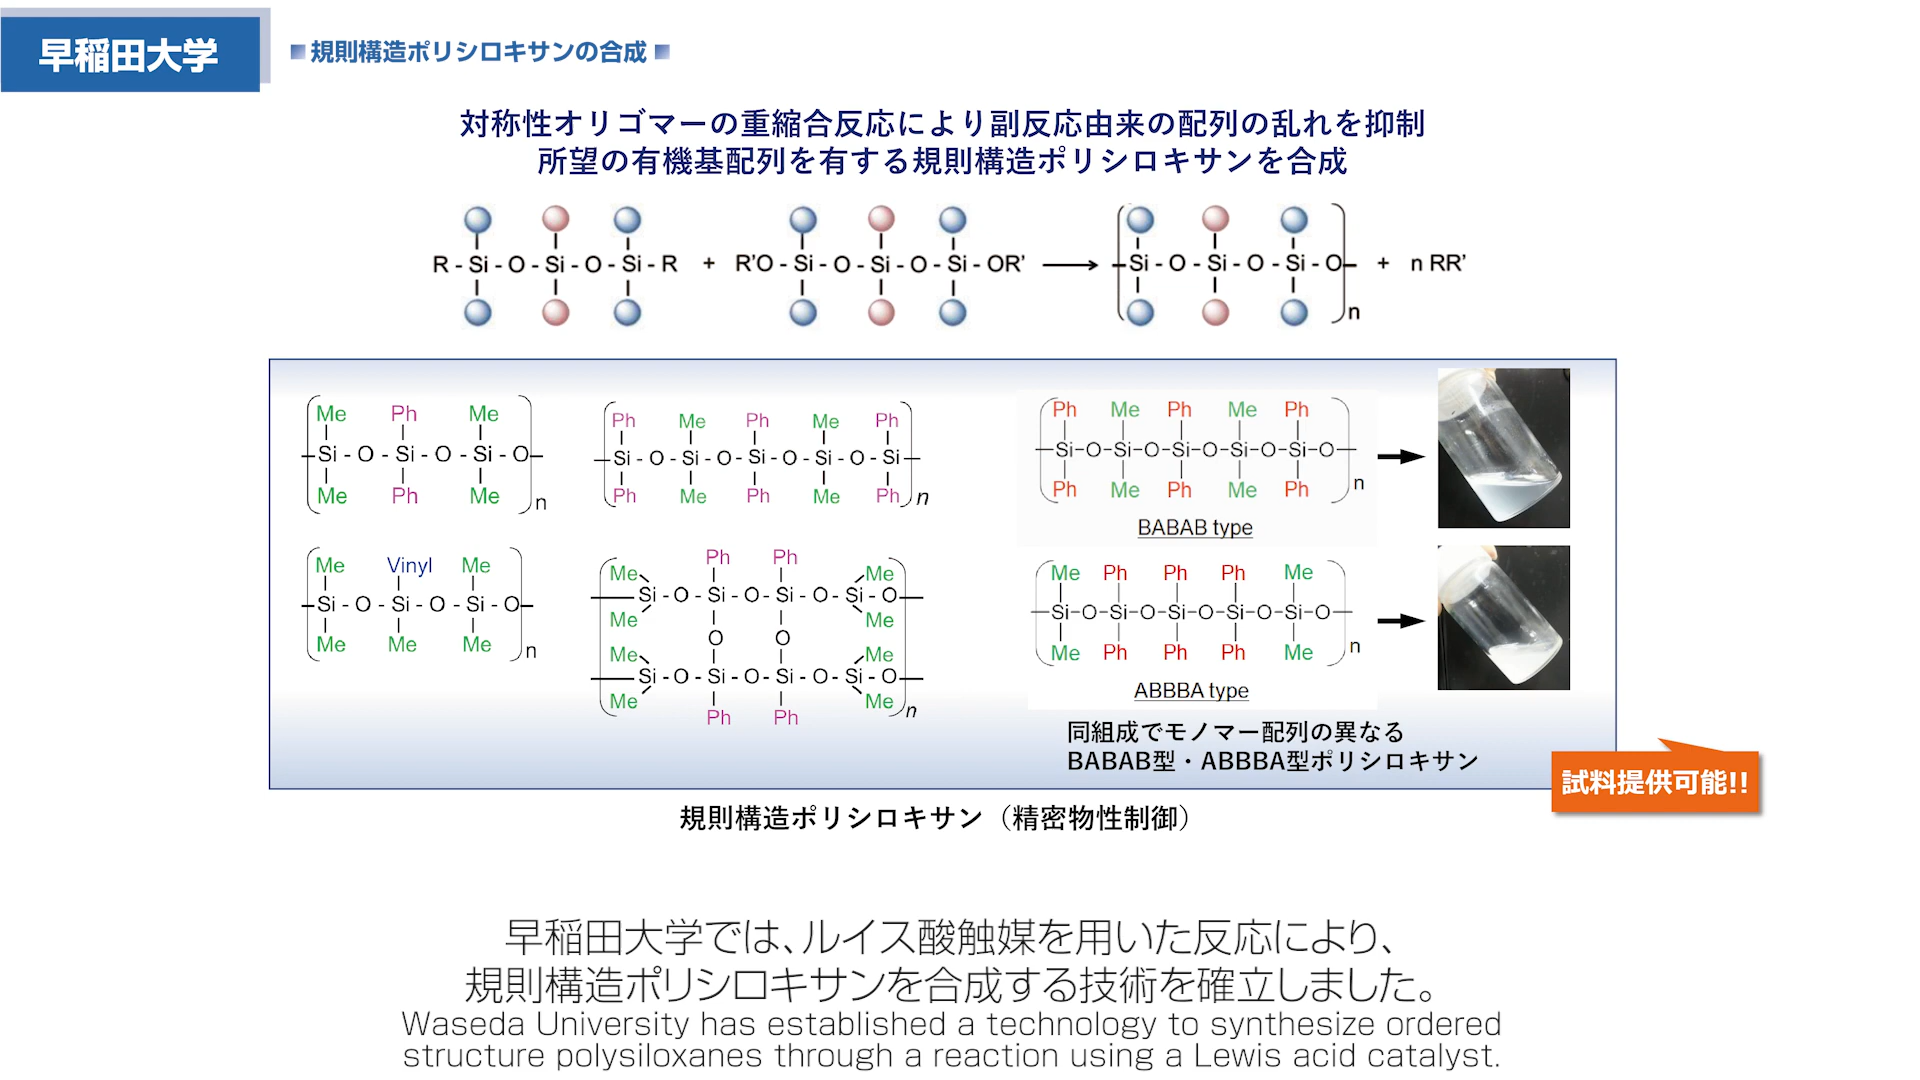 早稲田大学
規則構造ポリシロキサンの合成
対称性オリゴマーの重縮合反応により副反応由来の配列の乱れを抑制
所望の有機基配列を有する規則構造ポリシロキサンを合成
R - Si - O - Si - O - Si - R + R'O - Si - O - Si - O - Si - OR' Si - O - Si - O - Si - O + n RR'
n
Me Ph Me
Si - O - Si - O - Si - O
Me Ph Me
n
Ph Me Ph Me Ph
Si - O - Si - O - Si - O - Si - O - Si
Ph Me Ph Me Ph
n
Ph Me Ph Me Ph
Si-O-Si-O-Si-O-Si-O-Si-O
Ph Me Ph Me Ph
n
BABAB type
Me Vinyl Me
Si - O - Si - O - Si - O
Me Me Me
n
Ph Ph
Me Me
Si - O - Si - O - Si - O - Si - O
Me Me
O O
Me Me
Si - O - Si - O - Si - O - Si - O
Me Me
Ph Ph
n
Me Ph Ph Ph Me
Si-O-Si-O-Si-O-Si-O-Si-O
Me Ph Ph Ph Me
n
ABBBA type
同組成でモノマー配列の異なる
BABAB型・ABBBA型ポリシロキサン
試料提供可能!!
規則構造ポリシロキサン（精密物性制御）
早稲田大学では、ルイス酸触媒を用いた反応により、
規則構造ポリシロキサンを合成する技術を確立しました。
Waseda University has established a technology to synthesize ordered
structure polysiloxanes through a reaction using a Lewis acid catalyst.